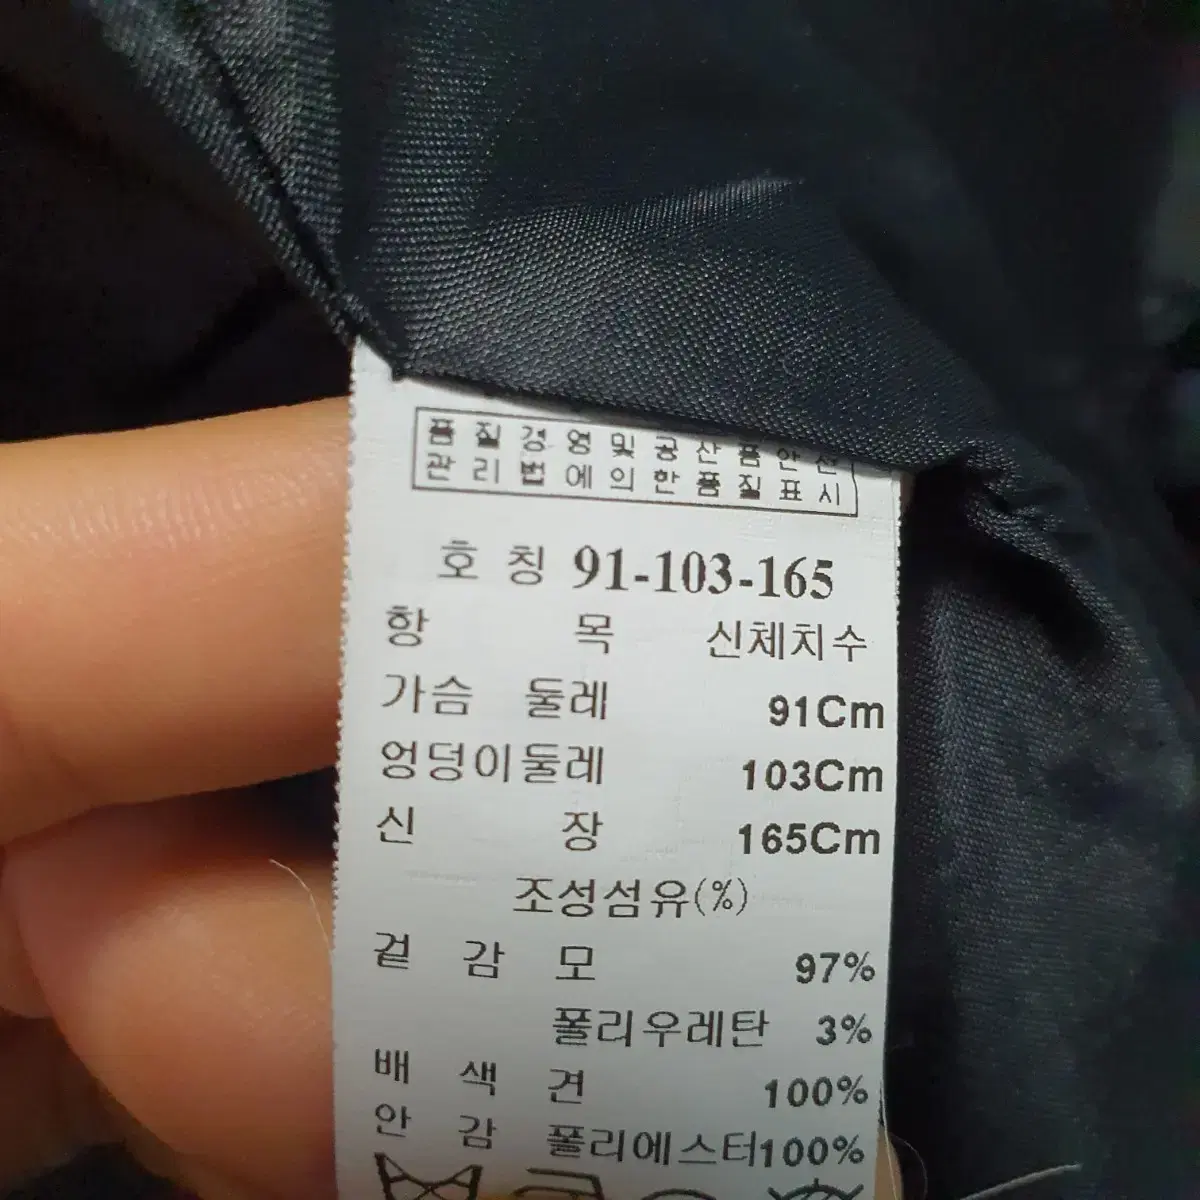 품질경영및공산품안전
관리법에의한품질표시
호칭 91-103-165
항 목 신체치수
가슴 둘레 91Cm
엉덩이둘레 103Cm
신 장 165Cm
조성섬유(%)
겉 감 모 97%
폴리우레탄 3%
배 색 견 100%
안 감 폴리에스터100%